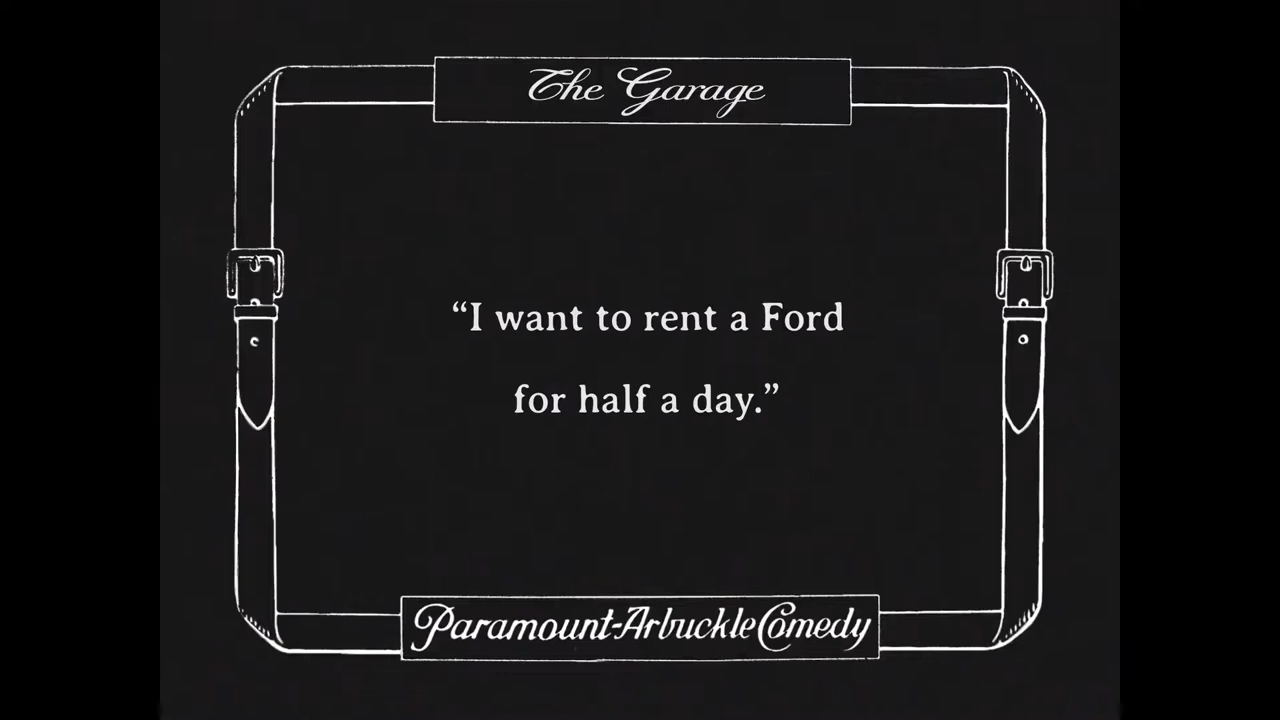 The Garage
“I want to rent a Ford
for half a day.”
Paramount-Arbuckle Comedy